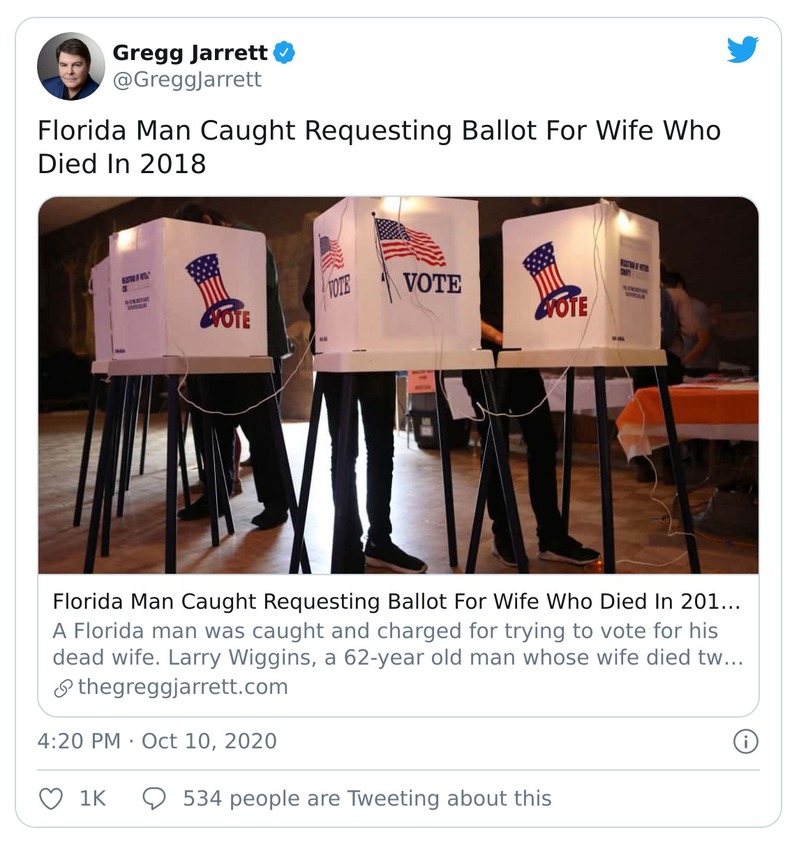 Gregg Jarrett
@GreggJarrett
Florida Man Caught Requesting Ballot For Wife Who
Died In 2018
VOTE
VOTE
VOTE
VOTE
Florida Man Caught Requesting Ballot For Wife Who Died In 201...
A Florida man was caught and charged for trying to vote for his
dead wife. Larry Wiggins, a 62-year old man whose wife died tw...
thegreggjarrett.com
4:20 PM · Oct 10, 2020
1K 534 people are Tweeting about this